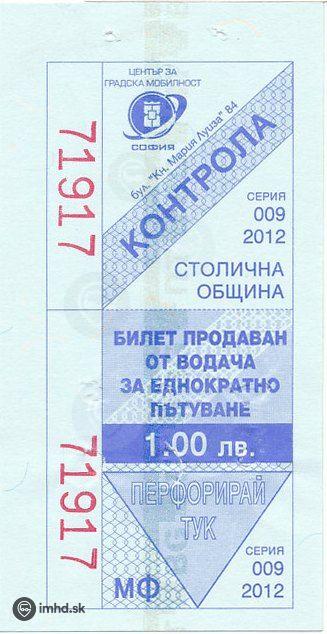 ЦЕНТЪР ЗА
ГРАДСКА МОБИЛНОСТ
СОФИЯ
бул. "Кн. Мария Луиза" 84
КОНТРОЛА
71917
СЕРИЯ
009
2012
СТОЛИЧНА
ОБЩИНА
БИЛЕТ ПРОДАВАН
ОТ ВОДАЧА
ЗА ЕДНОКРАТНО
ПЪТУВАНЕ
1.00 лв.
71917
ПЕРФОРИРАЙ
ТУК
СЕРИЯ
009
2012
МФ
imhd.sk